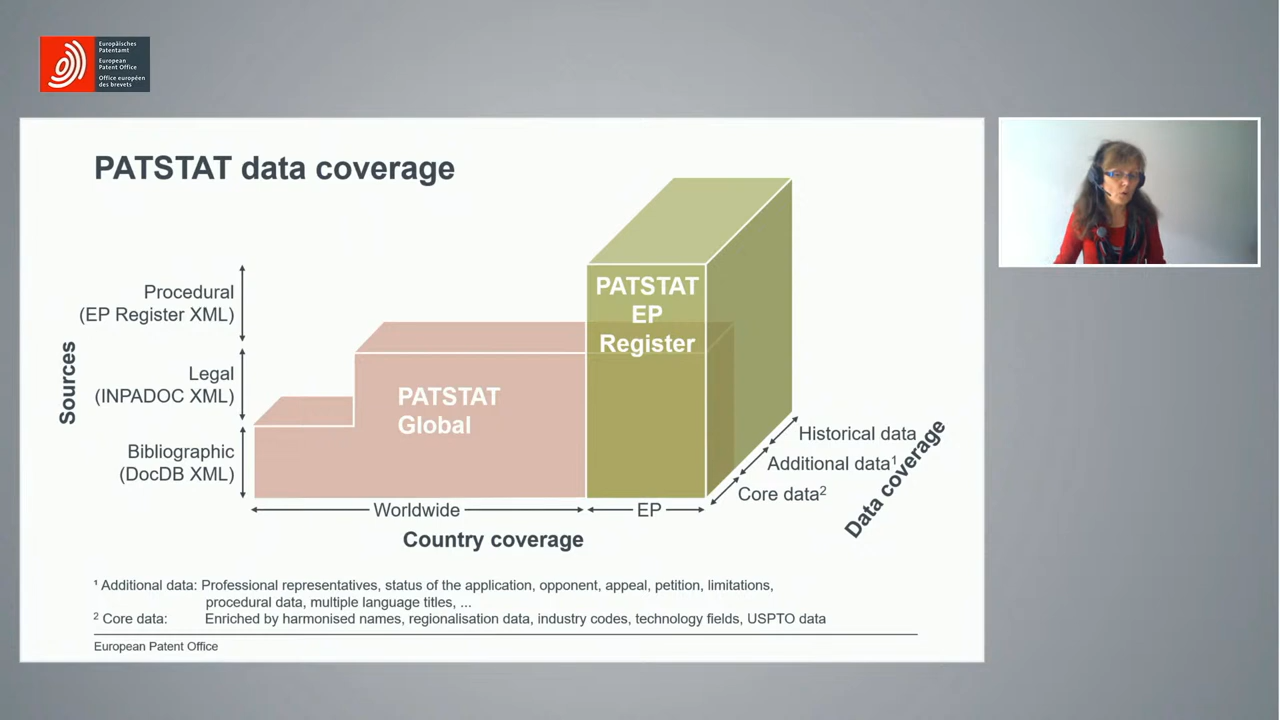 Europäisches
Patentamt
European
Patent Office
Office européen
des brevets
PATSTAT data coverage
Procedural
(EP Register XML)
Legal
(INPADOC XML)
Bibliographic
(DocDB XML)
Sources
PATSTAT
Global
PATSTAT
EP
Register
Historical data
Additional data¹
Core data²
Data coverage
Worldwide
EP
Country coverage
¹ Additional data: Professional representatives, status of the application, opponent, appeal, petition, limitations,
procedural data, multiple language titles, ...
² Core data: Enriched by harmonised names, regionalisation data, industry codes, technology fields, USPTO data
European Patent Office